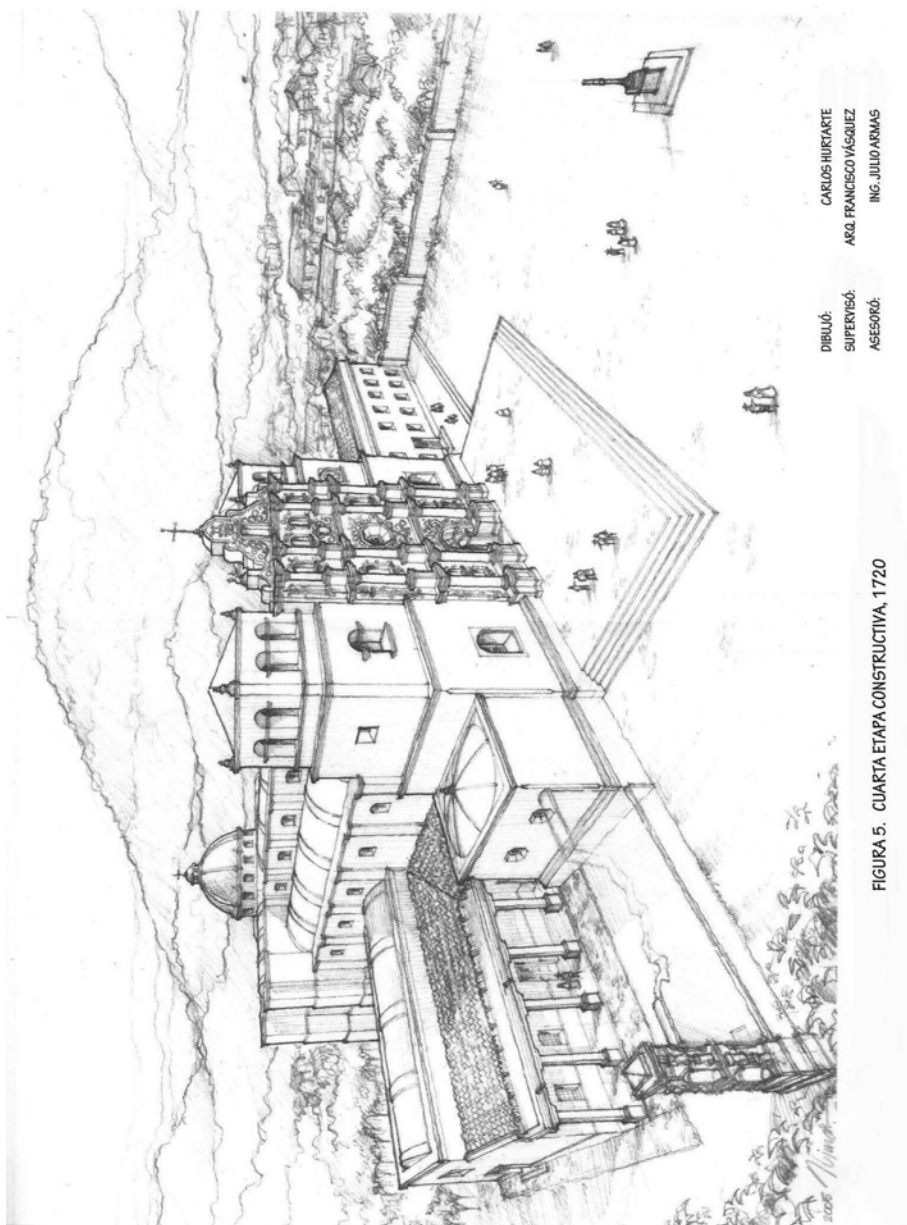 DIBUJÓ: CARLOS HURTARTE
SUPERVISÓ: ARQ. FRANCISCO VÁSQUEZ
ASESORÓ: ING. JULIO ARMAS
FIGURA 5. CUARTA ETAPA CONSTRUCTIVA, 1720